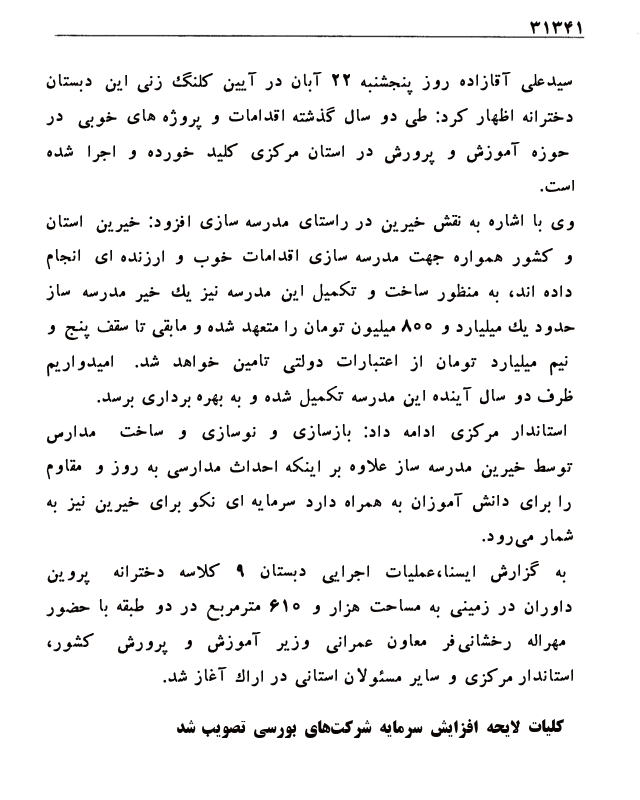 ۳۱۳۴۱
سیدعلی آقازاده روز پنجشنبه ۲۲ آبان در آیین کلنگ زنی این دبستان
دخترانه اظهار کرد: طی دو سال گذشته اقدامات و پروژه های خوبی در
حوزه آموزش و پرورش در استان مرکزی کلید خورده و اجرا شده
است.
وی با اشاره به نقش خیرین در راستای مدرسه سازی افزود: خیرین استان
و کشور همواره جهت مدرسه سازی اقدامات خوب و ارزنده ای انجام
داده اند، به منظور ساخت و تکمیل این مدرسه نیز یك خیر مدرسه ساز
حدود یك میلیارد و ۸۰۰ میلیون تومان را متعهد شده و مابقی تا سقف پنج و
نیم میلیارد تومان از اعتبارات دولتی تامین خواهد شد. امیدواریم
ظرف دو سال آینده این مدرسه تکمیل شده و به بهره برداری برسد.
استاندار مرکزی ادامه داد: بازسازی و نوسازی و ساخت مدارس
توسط خیرین مدرسه ساز علاوه بر اینکه احداث مدارسی به روز و مقاوم
را برای دانش آموزان به همراه دارد سرمایه ای نکو برای خیرین نیز به
شمار می‌رود.
به گزارش ایسنا،عملیات اجرایی دبستان ۹ کلاسه دخترانه پروین
داوران در زمینی به مساحت هزار و ۶۱۰ مترمربع در دو طبقه با حضور
مهراله رخشانی‌فر معاون عمرانی وزیر آموزش و پرورش کشور،
استاندار مرکزی و سایر مسئولان استانی در اراك آغاز شد.
کلیات لایحه افزایش سرمایه شرکت‌های بورسی تصویب شد